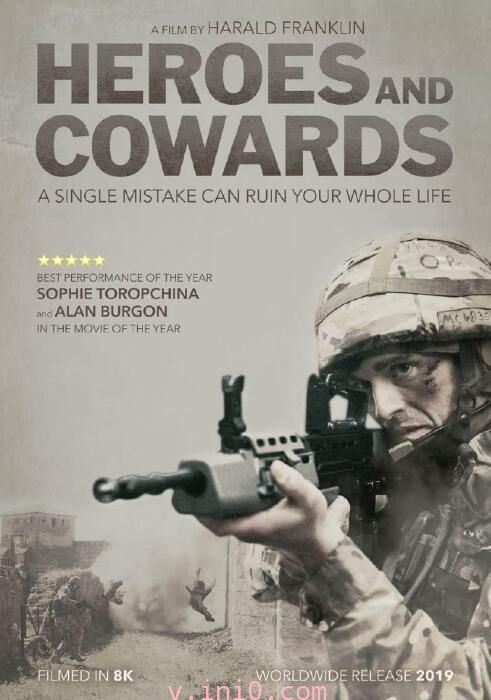 A FILM BY HARALD FRANKLIN
HEROES AND
COWARDS
A SINGLE MISTAKE CAN RUIN YOUR WHOLE LIFE
BEST PERFORMANCE OF THE YEAR
SOPHIE TOROPCHINA
and ALAN BURGON
IN THE MOVIE OF THE YEAR
FILMED IN 8K
WORLDWIDE RELEASE 2019
v.ini0.com